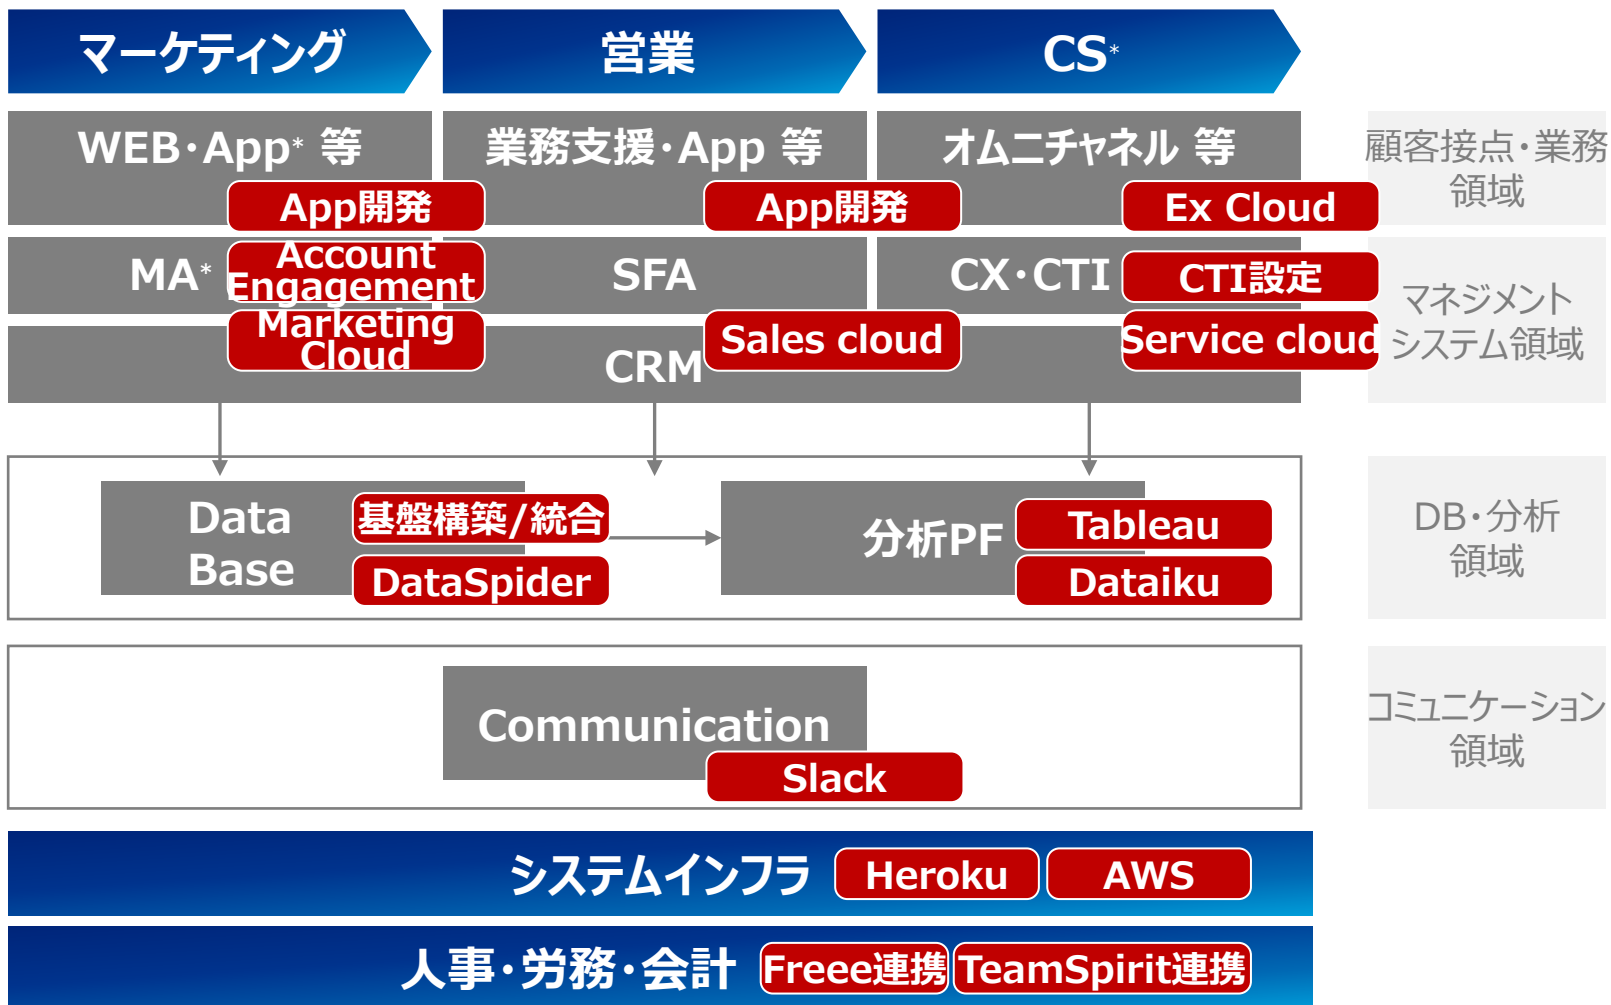 マーケティング
営業
CS*
WEB・App* 等
業務支援・App 等
オムニチャネル 等
顧客接点・業務
領域
App開発
App開発
Ex Cloud
MA*
Account
Engagement
SFA
CX・CTI
CTI設定
マネジメント
システム領域
Marketing
Cloud
Sales cloud
Service cloud
CRM
Data
Base
基盤構築/統合
DataSpider
分析PF
Tableau
Dataiku
DB・分析
領域
Communication
Slack
コミュニケーション
領域
システムインフラ
Heroku
AWS
人事・労務・会計
Freee連携
TeamSpirit連携